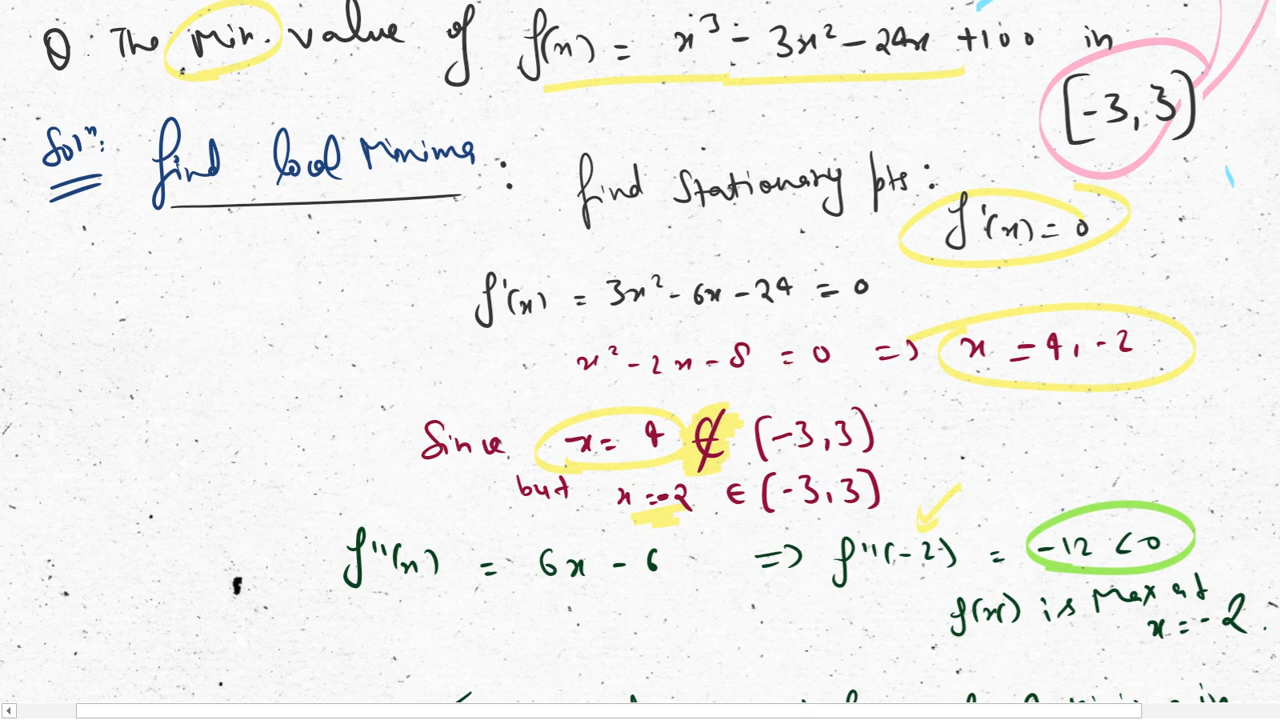 Q. The Min. value of f(x) = x³ - 3x² - 24x + 100 in
[-3, 3]
Solⁿ: find local Minima : find stationary pts :
f'(x) = 0
f'(x) = 3x² - 6x - 24 = 0
x² - 2x - 8 = 0 => x = 4, -2
Since x = 4 ∉ (-3, 3)
but x = -2 ∈ (-3, 3)
f''(x) = 6x - 6 => f''(-2) = -12 < 0
f(x) is Max at
x = -2.